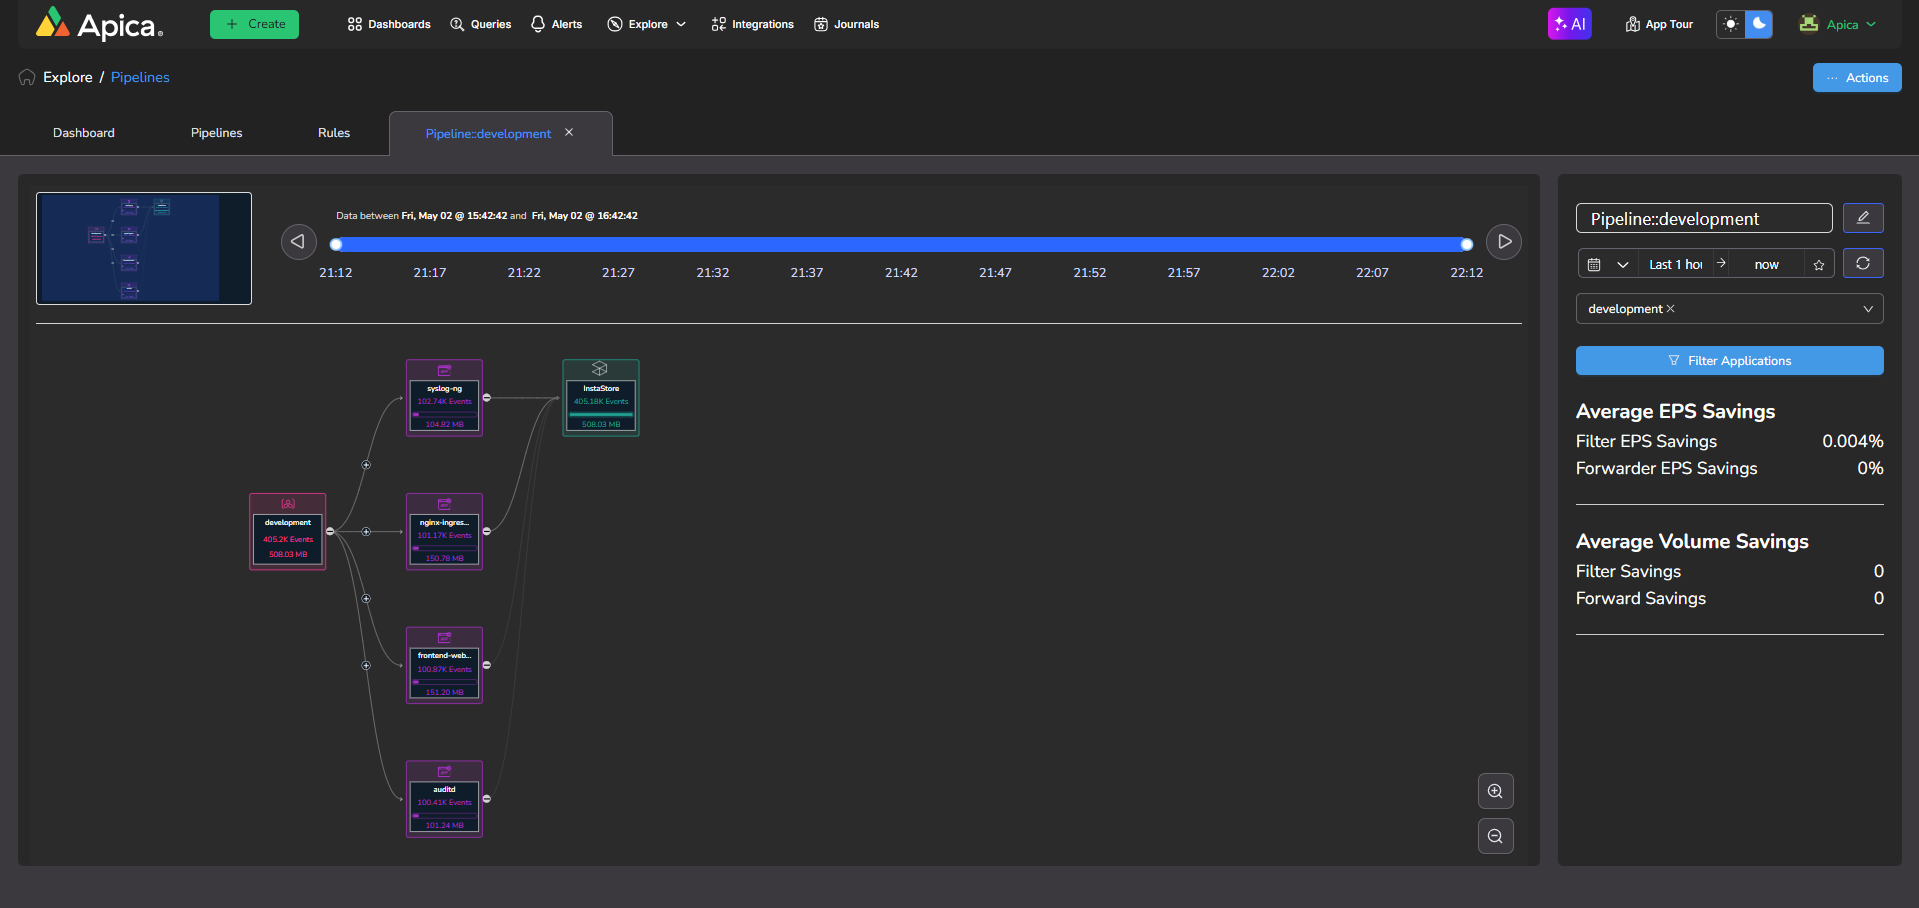 Apica
Create
Dashboards
Queries
Alerts
Explore
Integrations
Journals
AI
App Tour
Apica
Explore / Pipelines
Actions
Dashboard
Pipelines
Rules
Pipeline::development
Data between Fri, May 02 @ 15:42:42 and Fri, May 02 @ 16:42:42
21:12 21:17 21:22 21:27 21:32 21:37 21:42 21:47 21:52 21:57 22:02 22:07 22:12
syslog-ng
102.74K Events
104.82 MB
InstaStore
405.18K Events
508.03 MB
development
405.2K Events
508.03 MB
nginx-ingres...
101.17K Events
150.78 MB
frontend-web...
100.87K Events
151.20 MB
auditd
100.41K Events
101.24 MB
Pipeline::development
Last 1 hou → now
development
Filter Applications
Average EPS Savings
Filter EPS Savings 0.004%
Forwarder EPS Savings 0%
Average Volume Savings
Filter Savings 0
Forward Savings 0